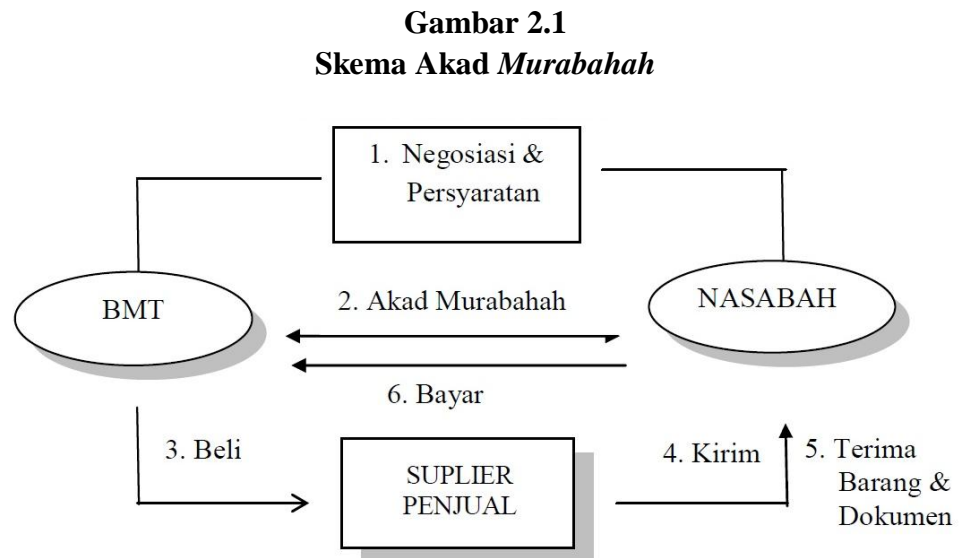 Gambar 2.1
Skema Akad Murabahah
1. Negosiasi &
Persyaratan
BMT
2. Akad Murabahah
NASABAH
6. Bayar
3. Beli
SUPLIER
PENJUAL
4. Kirim
5. Terima
Barang &
Dokumen